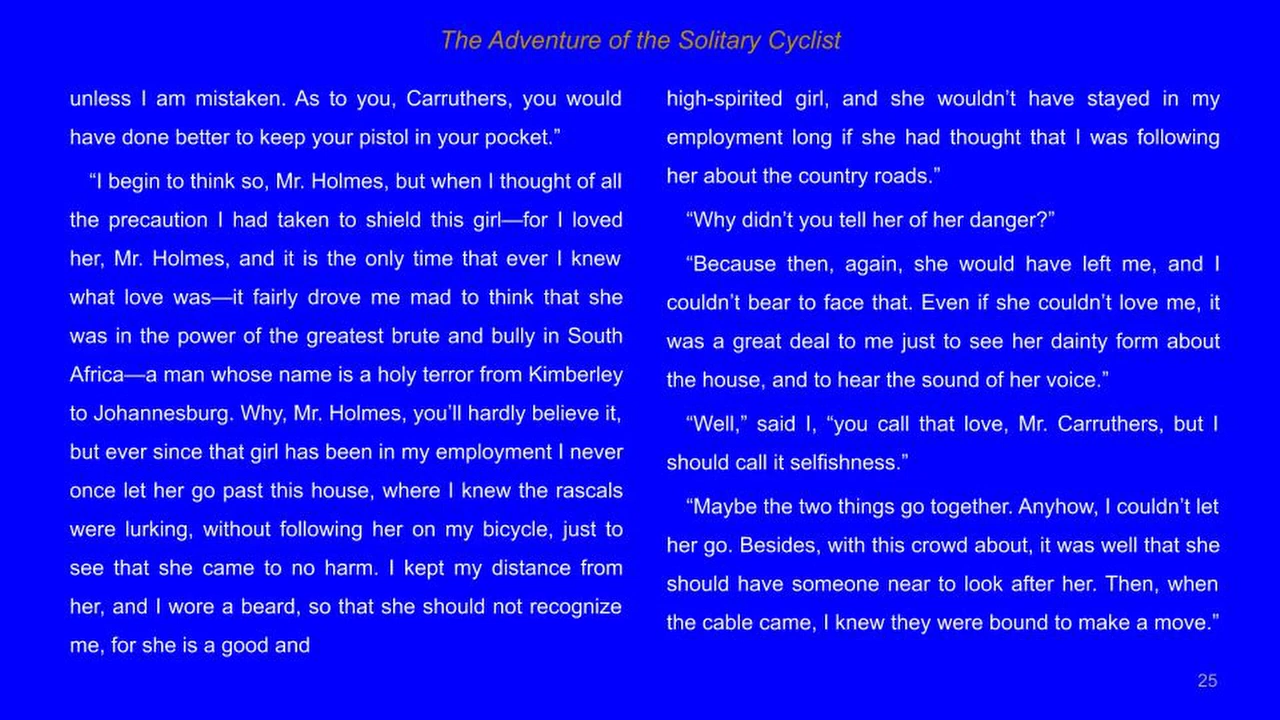 The Adventure of the Solitary Cyclist
unless I am mistaken. As to you, Carruthers, you would
have done better to keep your pistol in your pocket.”
“I begin to think so, Mr. Holmes, but when I thought of all
the precaution I had taken to shield this girl—for I loved
her, Mr. Holmes, and it is the only time that ever I knew
what love was—it fairly drove me mad to think that she
was in the power of the greatest brute and bully in South
Africa—a man whose name is a holy terror from Kimberley
to Johannesburg. Why, Mr. Holmes, you’ll hardly believe it,
but ever since that girl has been in my employment I never
once let her go past this house, where I knew the rascals
were lurking, without following her on my bicycle, just to
see that she came to no harm. I kept my distance from
her, and I wore a beard, so that she should not recognize
me, for she is a good and
high-spirited girl, and she wouldn’t have stayed in my
employment long if she had thought that I was following
her about the country roads.”
“Why didn’t you tell her of her danger?”
“Because then, again, she would have left me, and I
couldn’t bear to face that. Even if she couldn’t love me, it
was a great deal to me just to see her dainty form about
the house, and to hear the sound of her voice.”
“Well,” said I, “you call that love, Mr. Carruthers, but I
should call it selfishness.”
“Maybe the two things go together. Anyhow, I couldn’t let
her go. Besides, with this crowd about, it was well that she
should have someone near to look after her. Then, when
the cable came, I knew they were bound to make a move.”
25